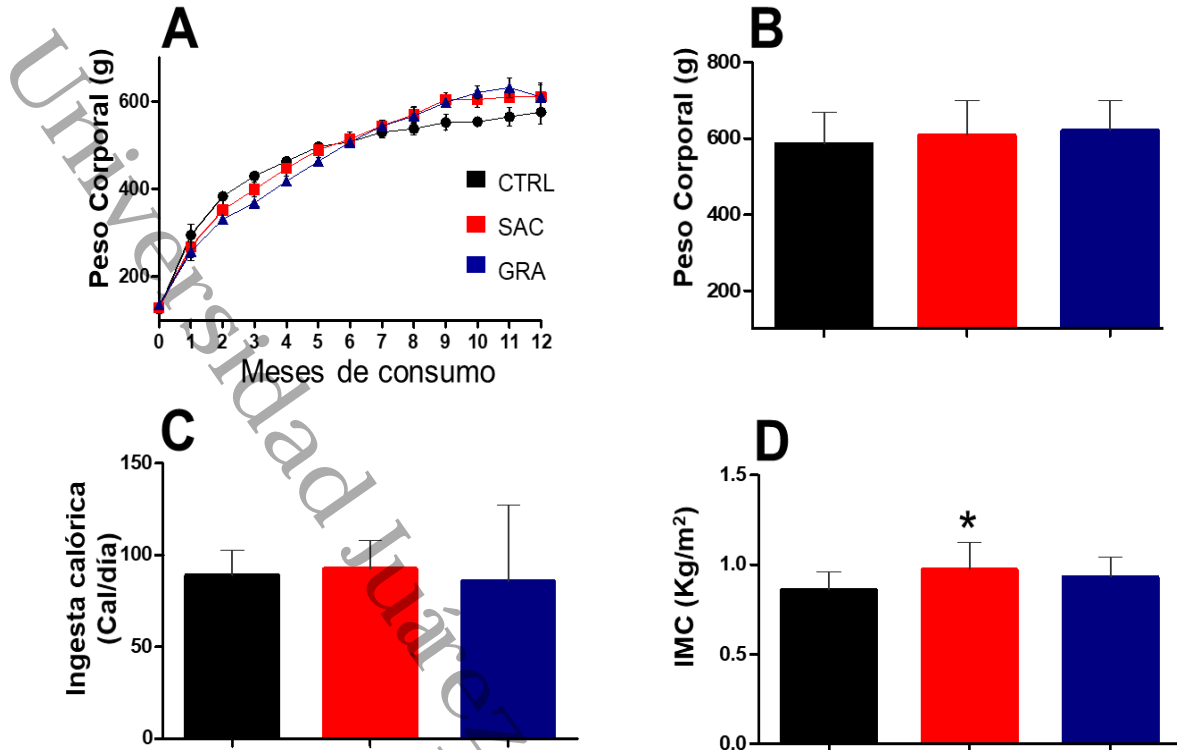 A
Peso Corporal (g)
600
400
200
0 1 2 3 4 5 6 7 8 9 10 11 12
Meses de consumo
CTRL
SAC
GRA
B
Peso Corporal (g)
800
600
400
200
C
Ingesta calórica
(Cal/día)
150
100
50
0
D
IMC (Kg/m²)
1.5
1.0
0.5
0.0
*
Universidad Juárez